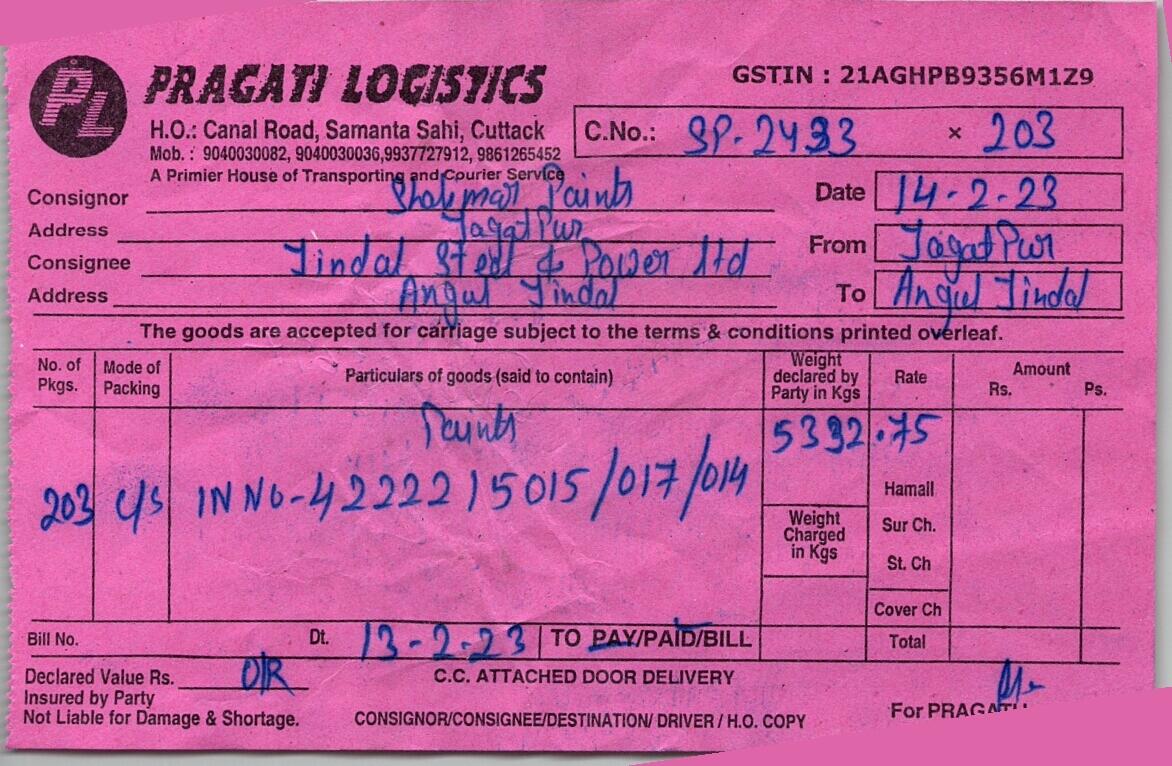 PL PRAGATI LOGISTICS
GSTIN : 21AGHPB9356M1Z9
H.O.: Canal Road, Samanta Sahi, Cuttack
Mob. : 9040030082, 9040030036,9937727912, 9861265452
A Primier House of Transporting and Courier Service
C.No.: SP-2433 × 203
Consignor Shalimar Paints
Date 14-2-23
Address JagatPur
From JagatPur
Consignee Jindal Steel & Power ltd
Address Angul Jindal
To Angul Jindal
The goods are accepted for carriage subject to the terms & conditions printed overleaf.
No. of Pkgs. Mode of Packing Particulars of goods (said to contain) Weight declared by Party in Kgs Rate Amount Rs. Ps.
Paints 5332.75
203 C/S INNO-42222/5015/017/014
Hamall
Weight Charged in Kgs
Sur Ch.
St. Ch
Cover Ch
Bill No. Dt. 13-2-23 TO PAY/PAID/BILL Total
Declared Value Rs. O/R C.C. ATTACHED DOOR DELIVERY
Insured by Party
Not Liable for Damage & Shortage. CONSIGNOR/CONSIGNEE/DESTINATION/ DRIVER / H.O. COPY For PRAGATI